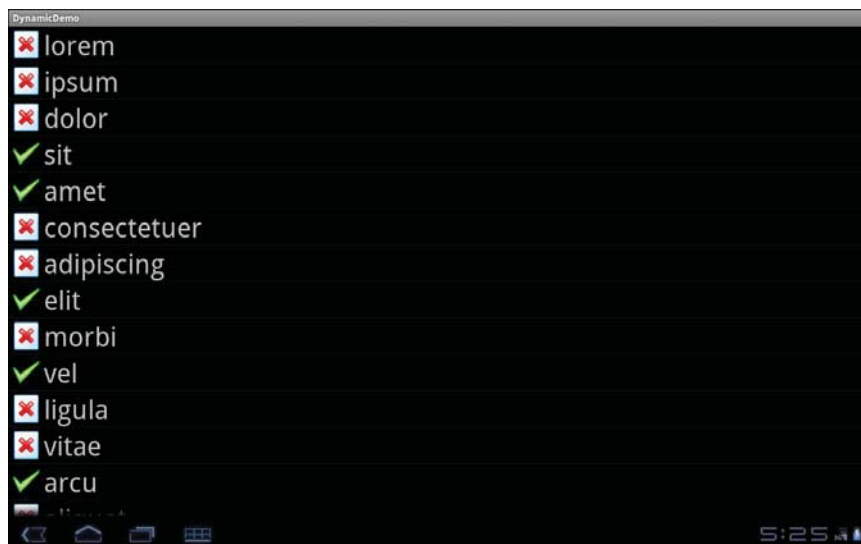 DynamicDemo
lorem
ipsum
dolor
sit
amet
consectetuer
adipiscing
elit
morbi
vel
ligula
vitae
arcu
5:25